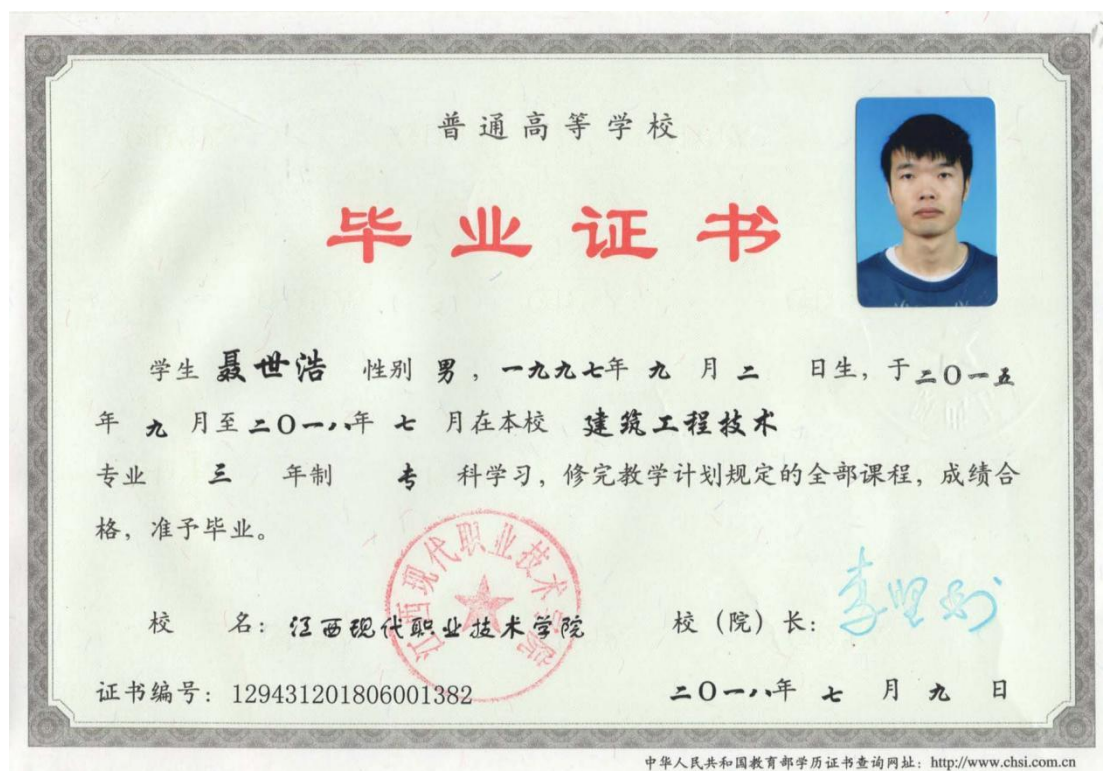 普通高等学校
毕业证书
学生 聂世浩 性别 男，一九九七年 九 月 二 日生，于二〇一五
年 九 月至二〇一八年 七 月在本校 建筑工程技术
专业 三 年制 专 科学习，修完教学计划规定的全部课程，成绩合
格，准予毕业。
江西现代职业技术学院
校 名：江西现代职业技术学院 校（院）长：
证书编号：129431201806001382 二〇一八年 七 月 九 日
中华人民共和国教育部学历证书查询网址：http://www.chsi.com.cn